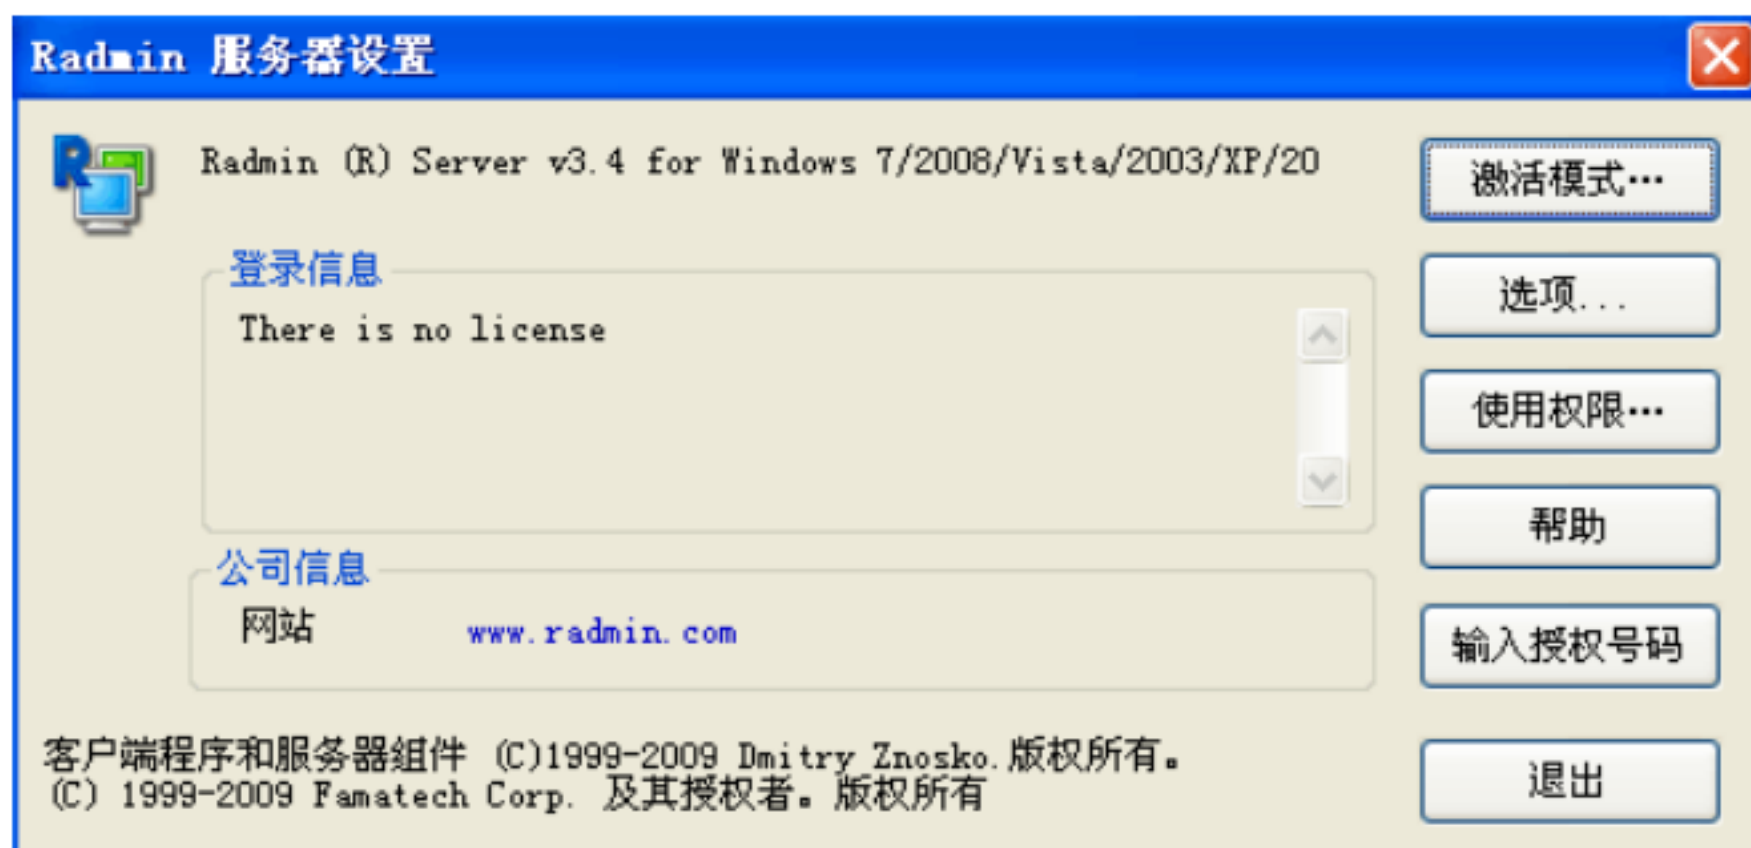 Radmin 服务器设置
Radmin (R) Server v3.4 for Windows 7/2008/Vista/2003/XP/20
激活模式…
登录信息
There is no license
选项...
使用权限…
帮助
公司信息
网站 www.radmin.com
输入授权号码
客户端程序和服务器组件 (C)1999-2009 Dmitry Znosko.版权所有。
(C) 1999-2009 Famatech Corp. 及其授权者。版权所有
退出